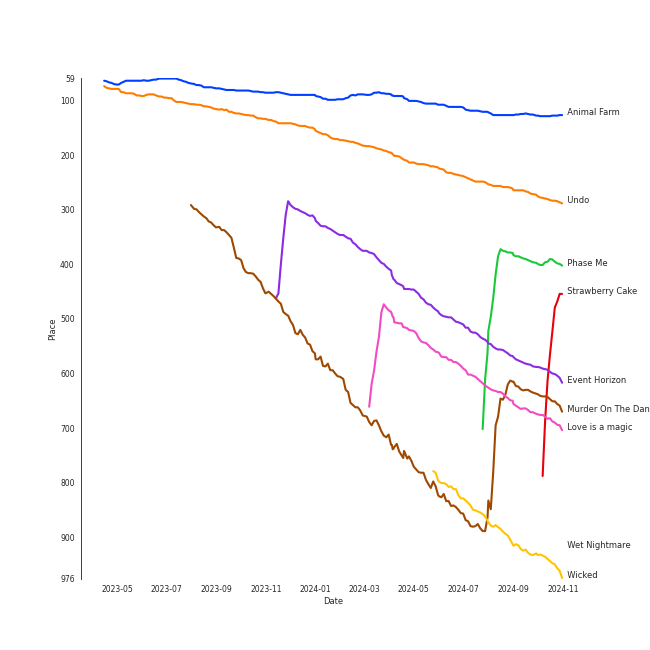 59
100
200
300
400
500
600
700
800
900
976
Place
2023-05
2023-07
2023-09
2023-11
2024-01
2024-03
2024-05
2024-07
2024-09
2024-11
Date
Animal Farm
Undo
Phase Me
Strawberry Cake
Event Horizon
Murder On The Dan
Love is a magic
Wet Nightmare
Wicked